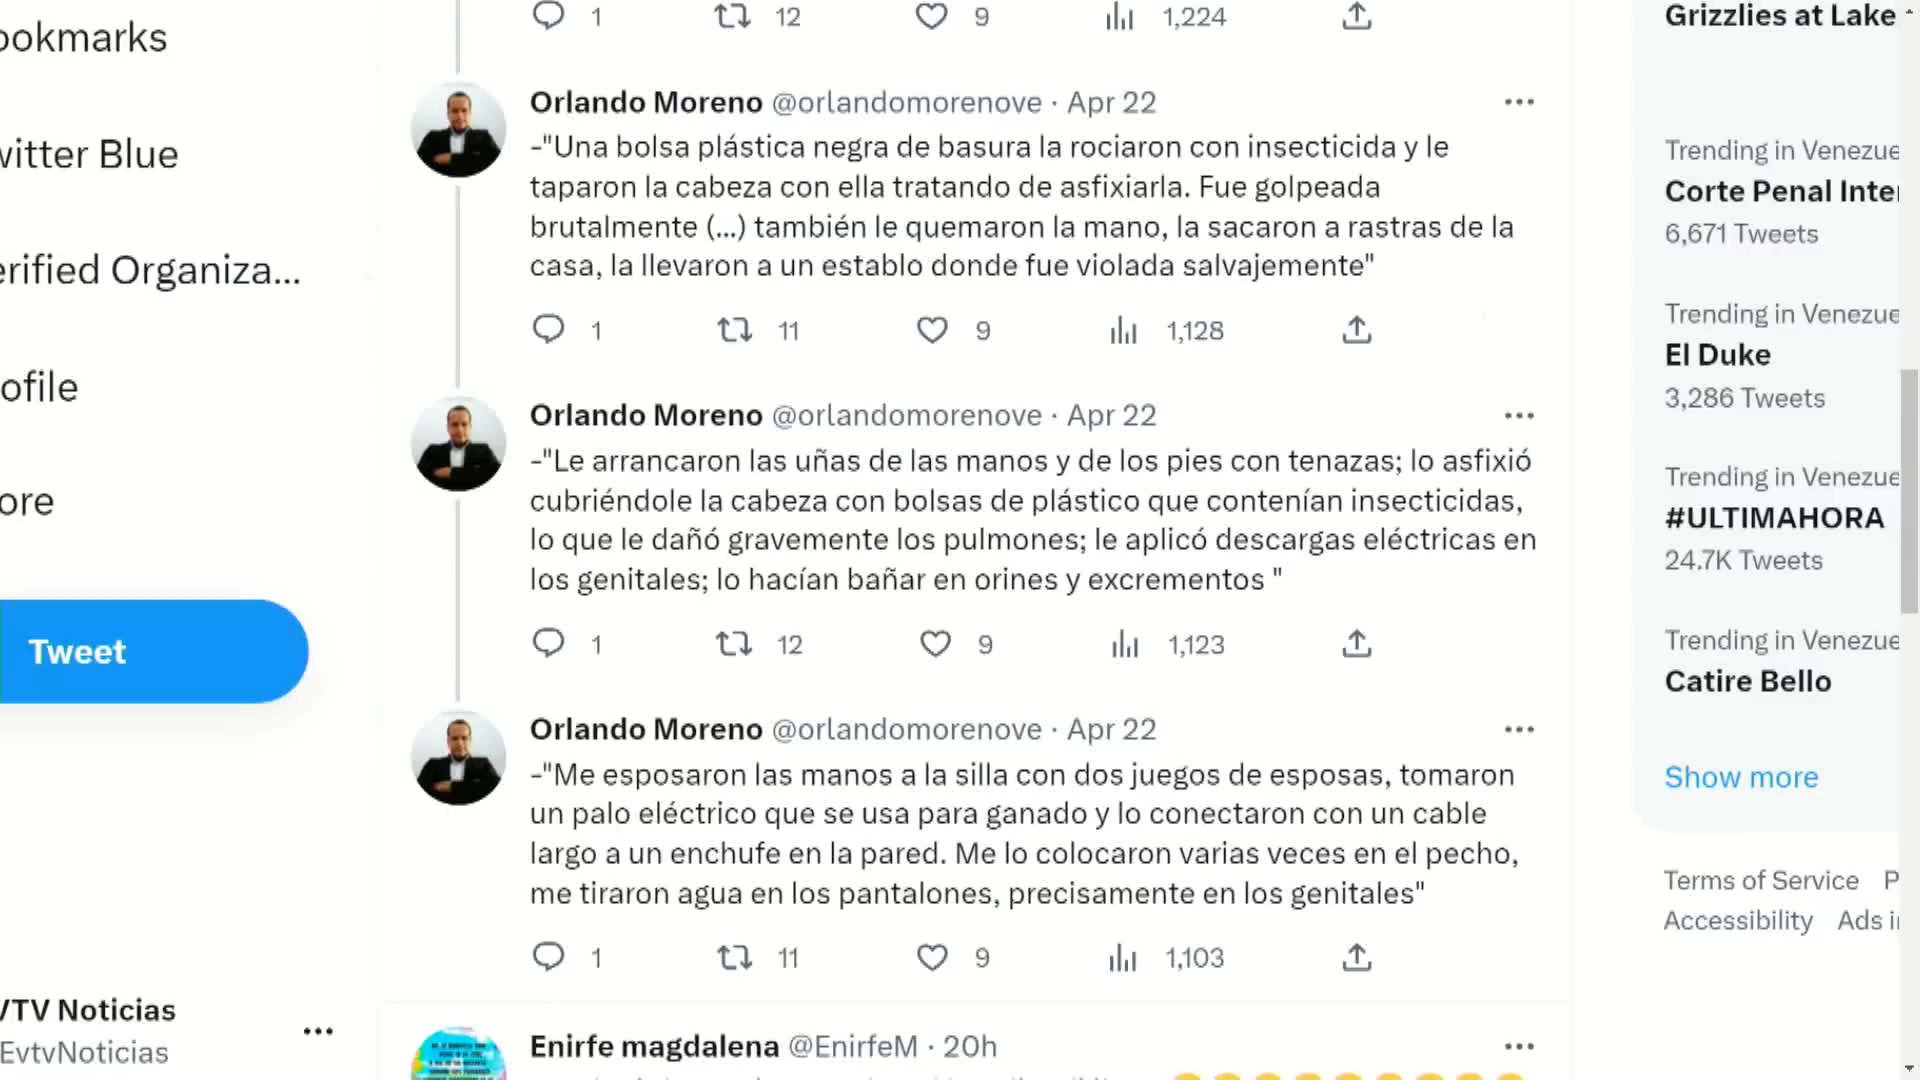 1 12 9 1,224
Orlando Moreno @orlandomorenove · Apr 22
-"Una bolsa plástica negra de basura la rociaron con insecticida y le
taparon la cabeza con ella tratando de asfixiarla. Fue golpeada
brutalmente (...) también le quemaron la mano, la sacaron a rastras de la
casa, la llevaron a un establo donde fue violada salvajemente"
1 11 9 1,128
Orlando Moreno @orlandomorenove · Apr 22
-"Le arrancaron las uñas de las manos y de los pies con tenazas; lo asfixió
cubriéndole la cabeza con bolsas de plástico que contenían insecticidas,
lo que le dañó gravemente los pulmones; le aplicó descargas eléctricas en
los genitales; lo hacían bañar en orines y excrementos "
1 12 9 1,123
Orlando Moreno @orlandomorenove · Apr 22
-"Me esposaron las manos a la silla con dos juegos de esposas, tomaron
un palo eléctrico que se usa para ganado y lo conectaron con un cable
largo a un enchufe en la pared. Me lo colocaron varias veces en el pecho,
me tiraron agua en los pantalones, precisamente en los genitales"
1 11 9 1,103
Enirfe magdalena @EnirfeM · 20h
ookmarks
witter Blue
erified Organiza...
ofile
ore
Tweet
VTV Noticias
EvtvNoticias
Grizzlies at Lake
Trending in Venezue
Corte Penal Inter
6,671 Tweets
Trending in Venezue
El Duke
3,286 Tweets
Trending in Venezue
#ULTIMAHORA
24.7K Tweets
Trending in Venezue
Catire Bello
Show more
Terms of Service P
Accessibility Ads i